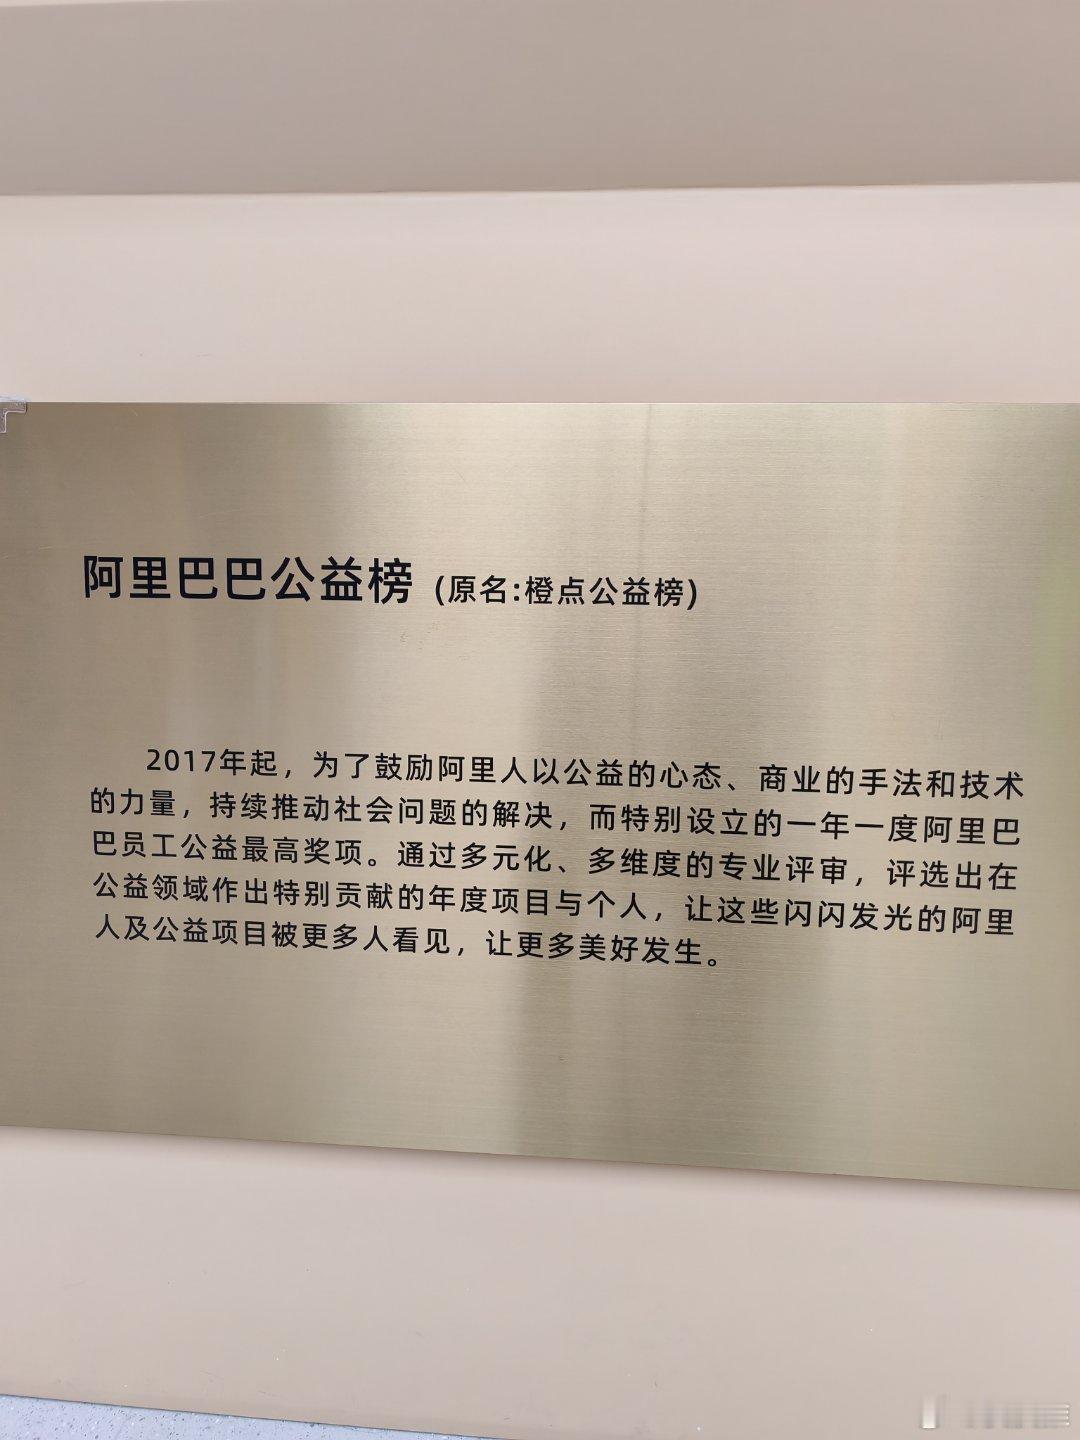 阿里巴巴公益榜 (原名:橙点公益榜)
2017年起，为了鼓励阿里人以公益的心态、商业的手法和技术
的力量，持续推动社会问题的解决，而特别设立的一年一度阿里巴
巴员工公益最高奖项。通过多元化、多维度的专业评审，评选出在
公益领域作出特别贡献的年度项目与个人，让这些闪闪发光的阿里
人及公益项目被更多人看见，让更多美好发生。